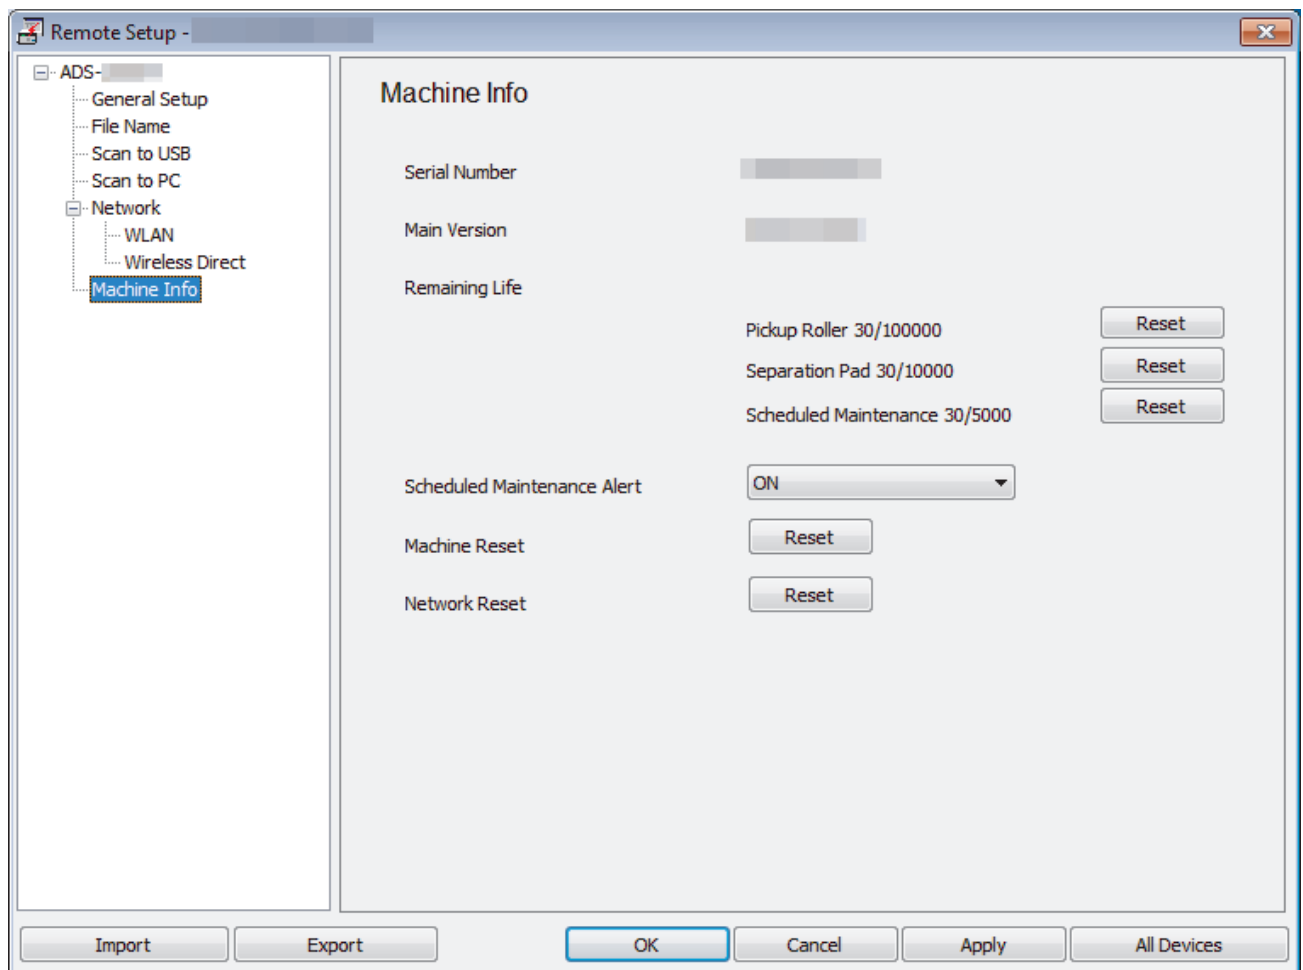 Remote Setup -
ADS-
General Setup
File Name
Scan to USB
Scan to PC
Network
WLAN
Wireless Direct
Machine Info
Machine Info
Serial Number
Main Version
Remaining Life
Pickup Roller 30/100000 Reset
Separation Pad 30/10000 Reset
Scheduled Maintenance 30/5000 Reset
Scheduled Maintenance Alert ON
Machine Reset Reset
Network Reset Reset
Import Export OK Cancel Apply All Devices